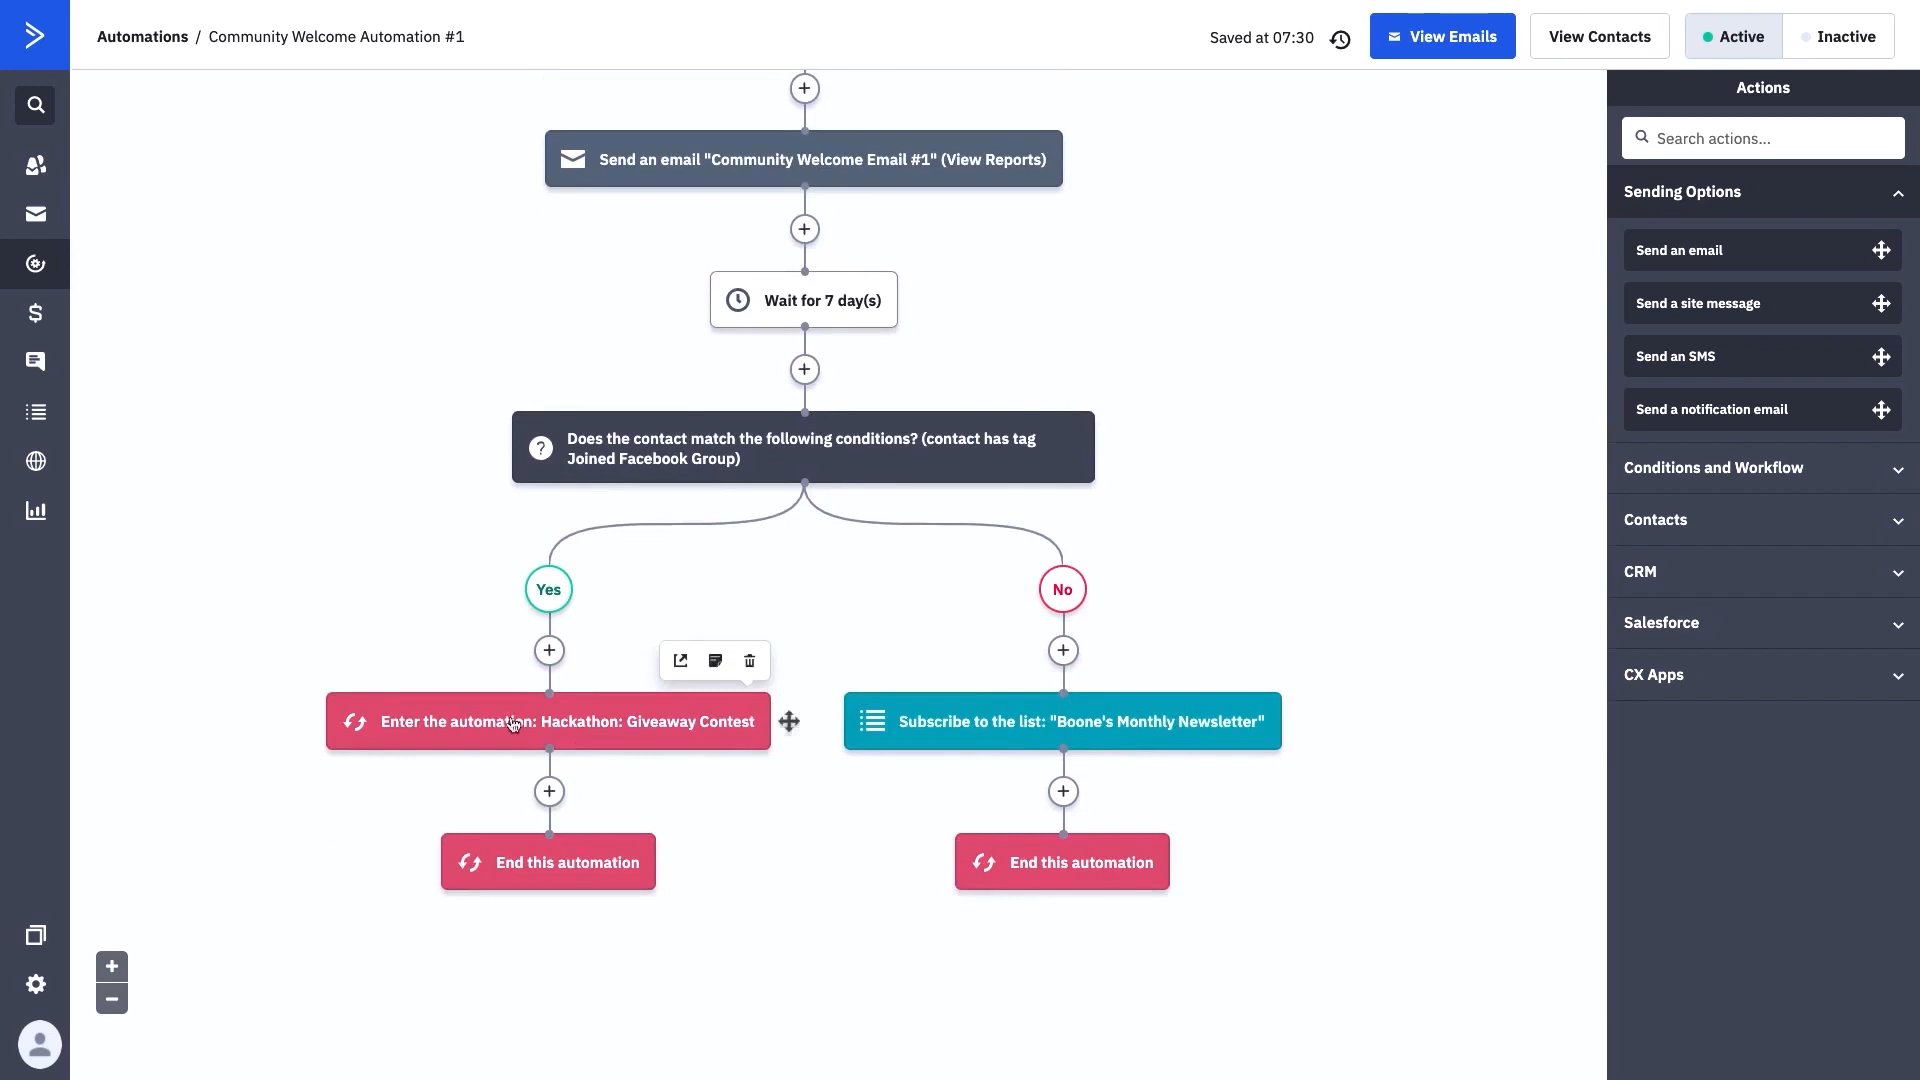 Automations / Community Welcome Automation #1
Saved at 07:30
View Emails
View Contacts
Active
Inactive
Send an email "Community Welcome Email #1" (View Reports)
Wait for 7 day(s)
Does the contact match the following conditions? (contact has tag
Joined Facebook Group)
Yes
No
Enter the automation: Hackathon: Giveaway Contest
Subscribe to the list: "Boone's Monthly Newsletter"
End this automation
End this automation
Actions
Search actions...
Sending Options
Send an email
Send a site message
Send an SMS
Send a notification email
Conditions and Workflow
Contacts
CRM
Salesforce
CX Apps